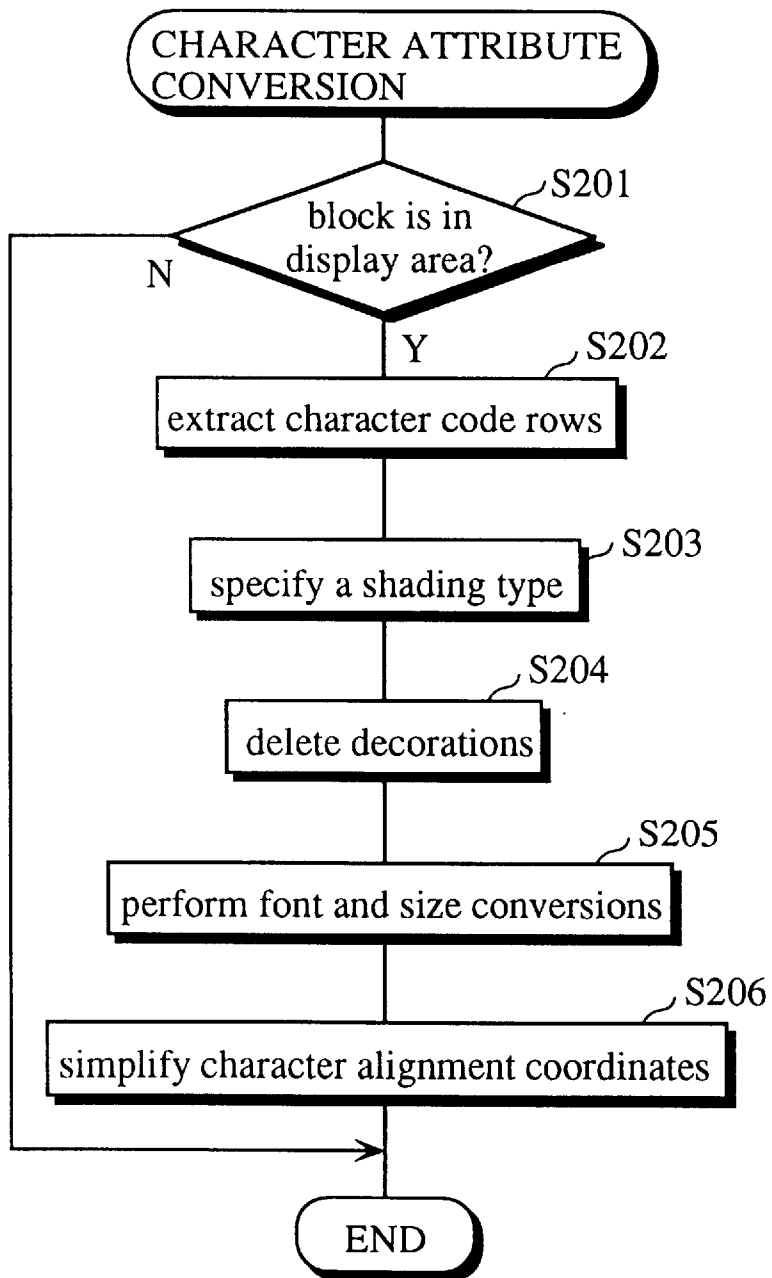 CHARACTER ATTRIBUTE
CONVERSION
S201
block is in
display area?
N
Y
S202
extract character code rows
S203
specify a shading type
S204
delete decorations
S205
perform font and size conversions
S206
simplify character alignment coordinates
END